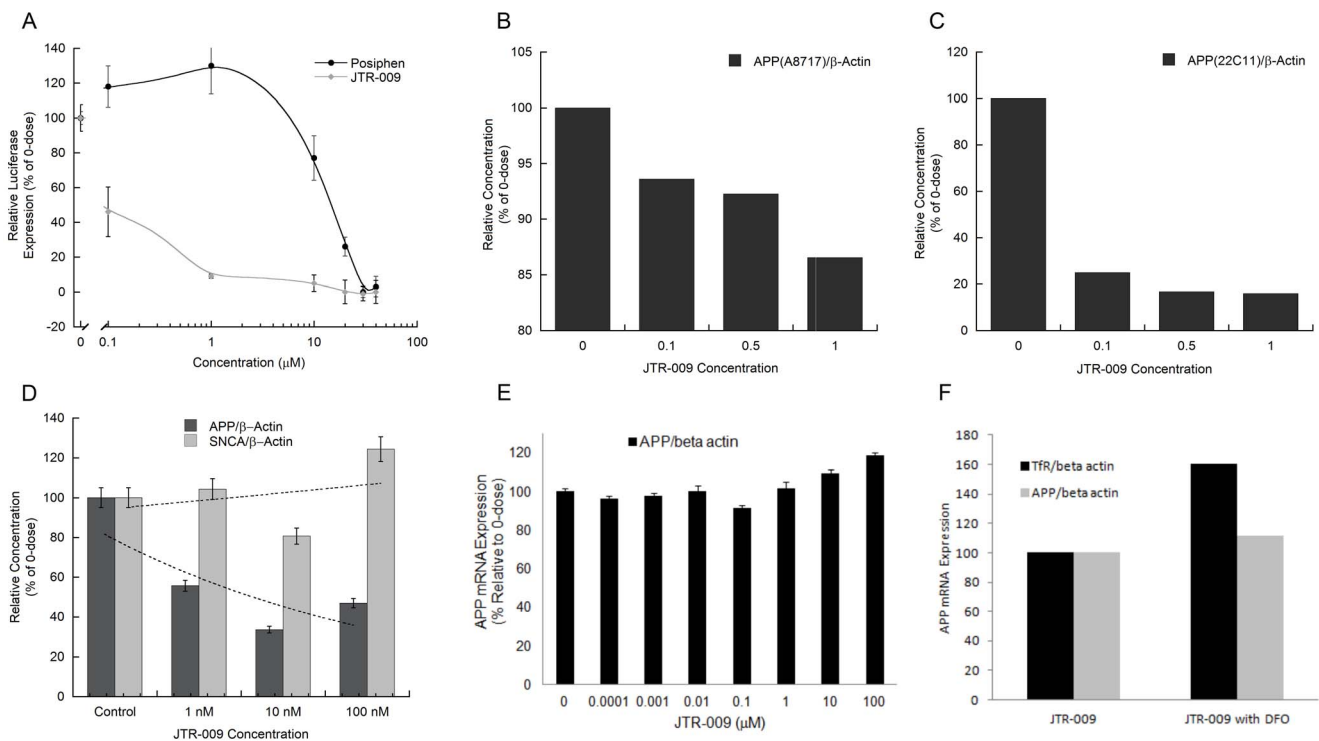 A
140
120
100
80
60
40
20
0
-20
Relative Luciferase
Expression (% of 0-dose)
Posiphen
JTR-009
0
0.1
1
10
100
Concentration (μM)
B
105
100
95
90
85
80
Relative Concentration
(% of 0-dose)
APP(A8717)/β-Actin
0
0.1
0.5
1
JTR-009 Concentration
C
120
100
80
60
40
20
0
Relative Concentration
(% of 0-dose)
APP(22C11)/β-Actin
0
0.1
0.5
1
JTR-009 Concentration
D
140
120
100
80
60
40
20
0
Relative Concentration
(% of 0-dose)
APP/β–Actin
SNCA/β–Actin
Control
1 nM
10 nM
100 nM
JTR-009 Concentration
E
120
100
80
60
40
20
0
APP mRNA Expression
(% Relative to 0-dose)
APP/beta actin
0
0.0001
0.001
0.01
0.1
1
10
100
JTR-009 (μM)
F
180
160
140
120
100
80
60
40
20
0
APP mRNA Expression
TfR/beta actin
APP/beta actin
JTR-009
JTR-009 with DFO